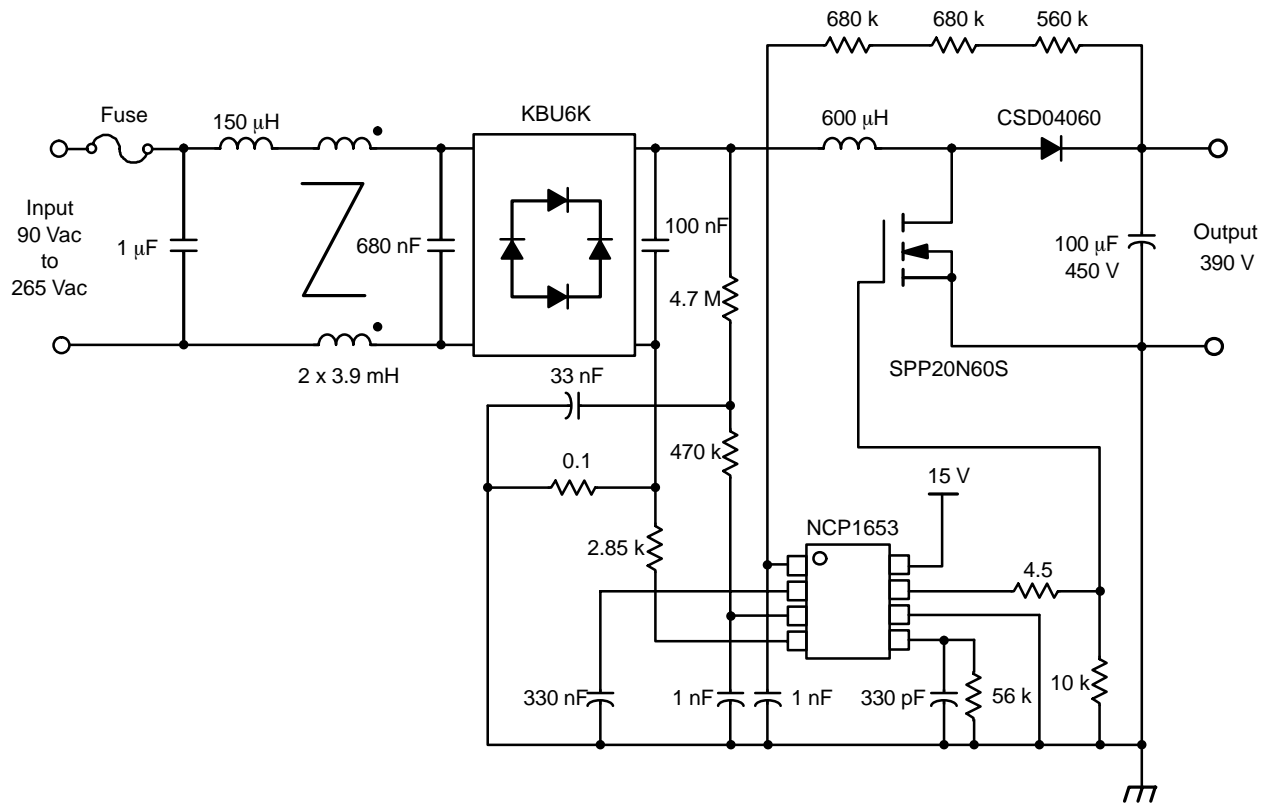 680 k
680 k
560 k
Fuse
150 μH
KBU6K
600 μH
CSD04060
Input
90 Vac
to
265 Vac
1 μF
680 nF
100 nF
4.7 M
100 μF
450 V
Output
390 V
2 x 3.9 mH
SPP20N60S
33 nF
470 k
0.1
15 V
2.85 k
NCP1653
4.5
330 nF
1 nF
1 nF
330 pF
56 k
10 k